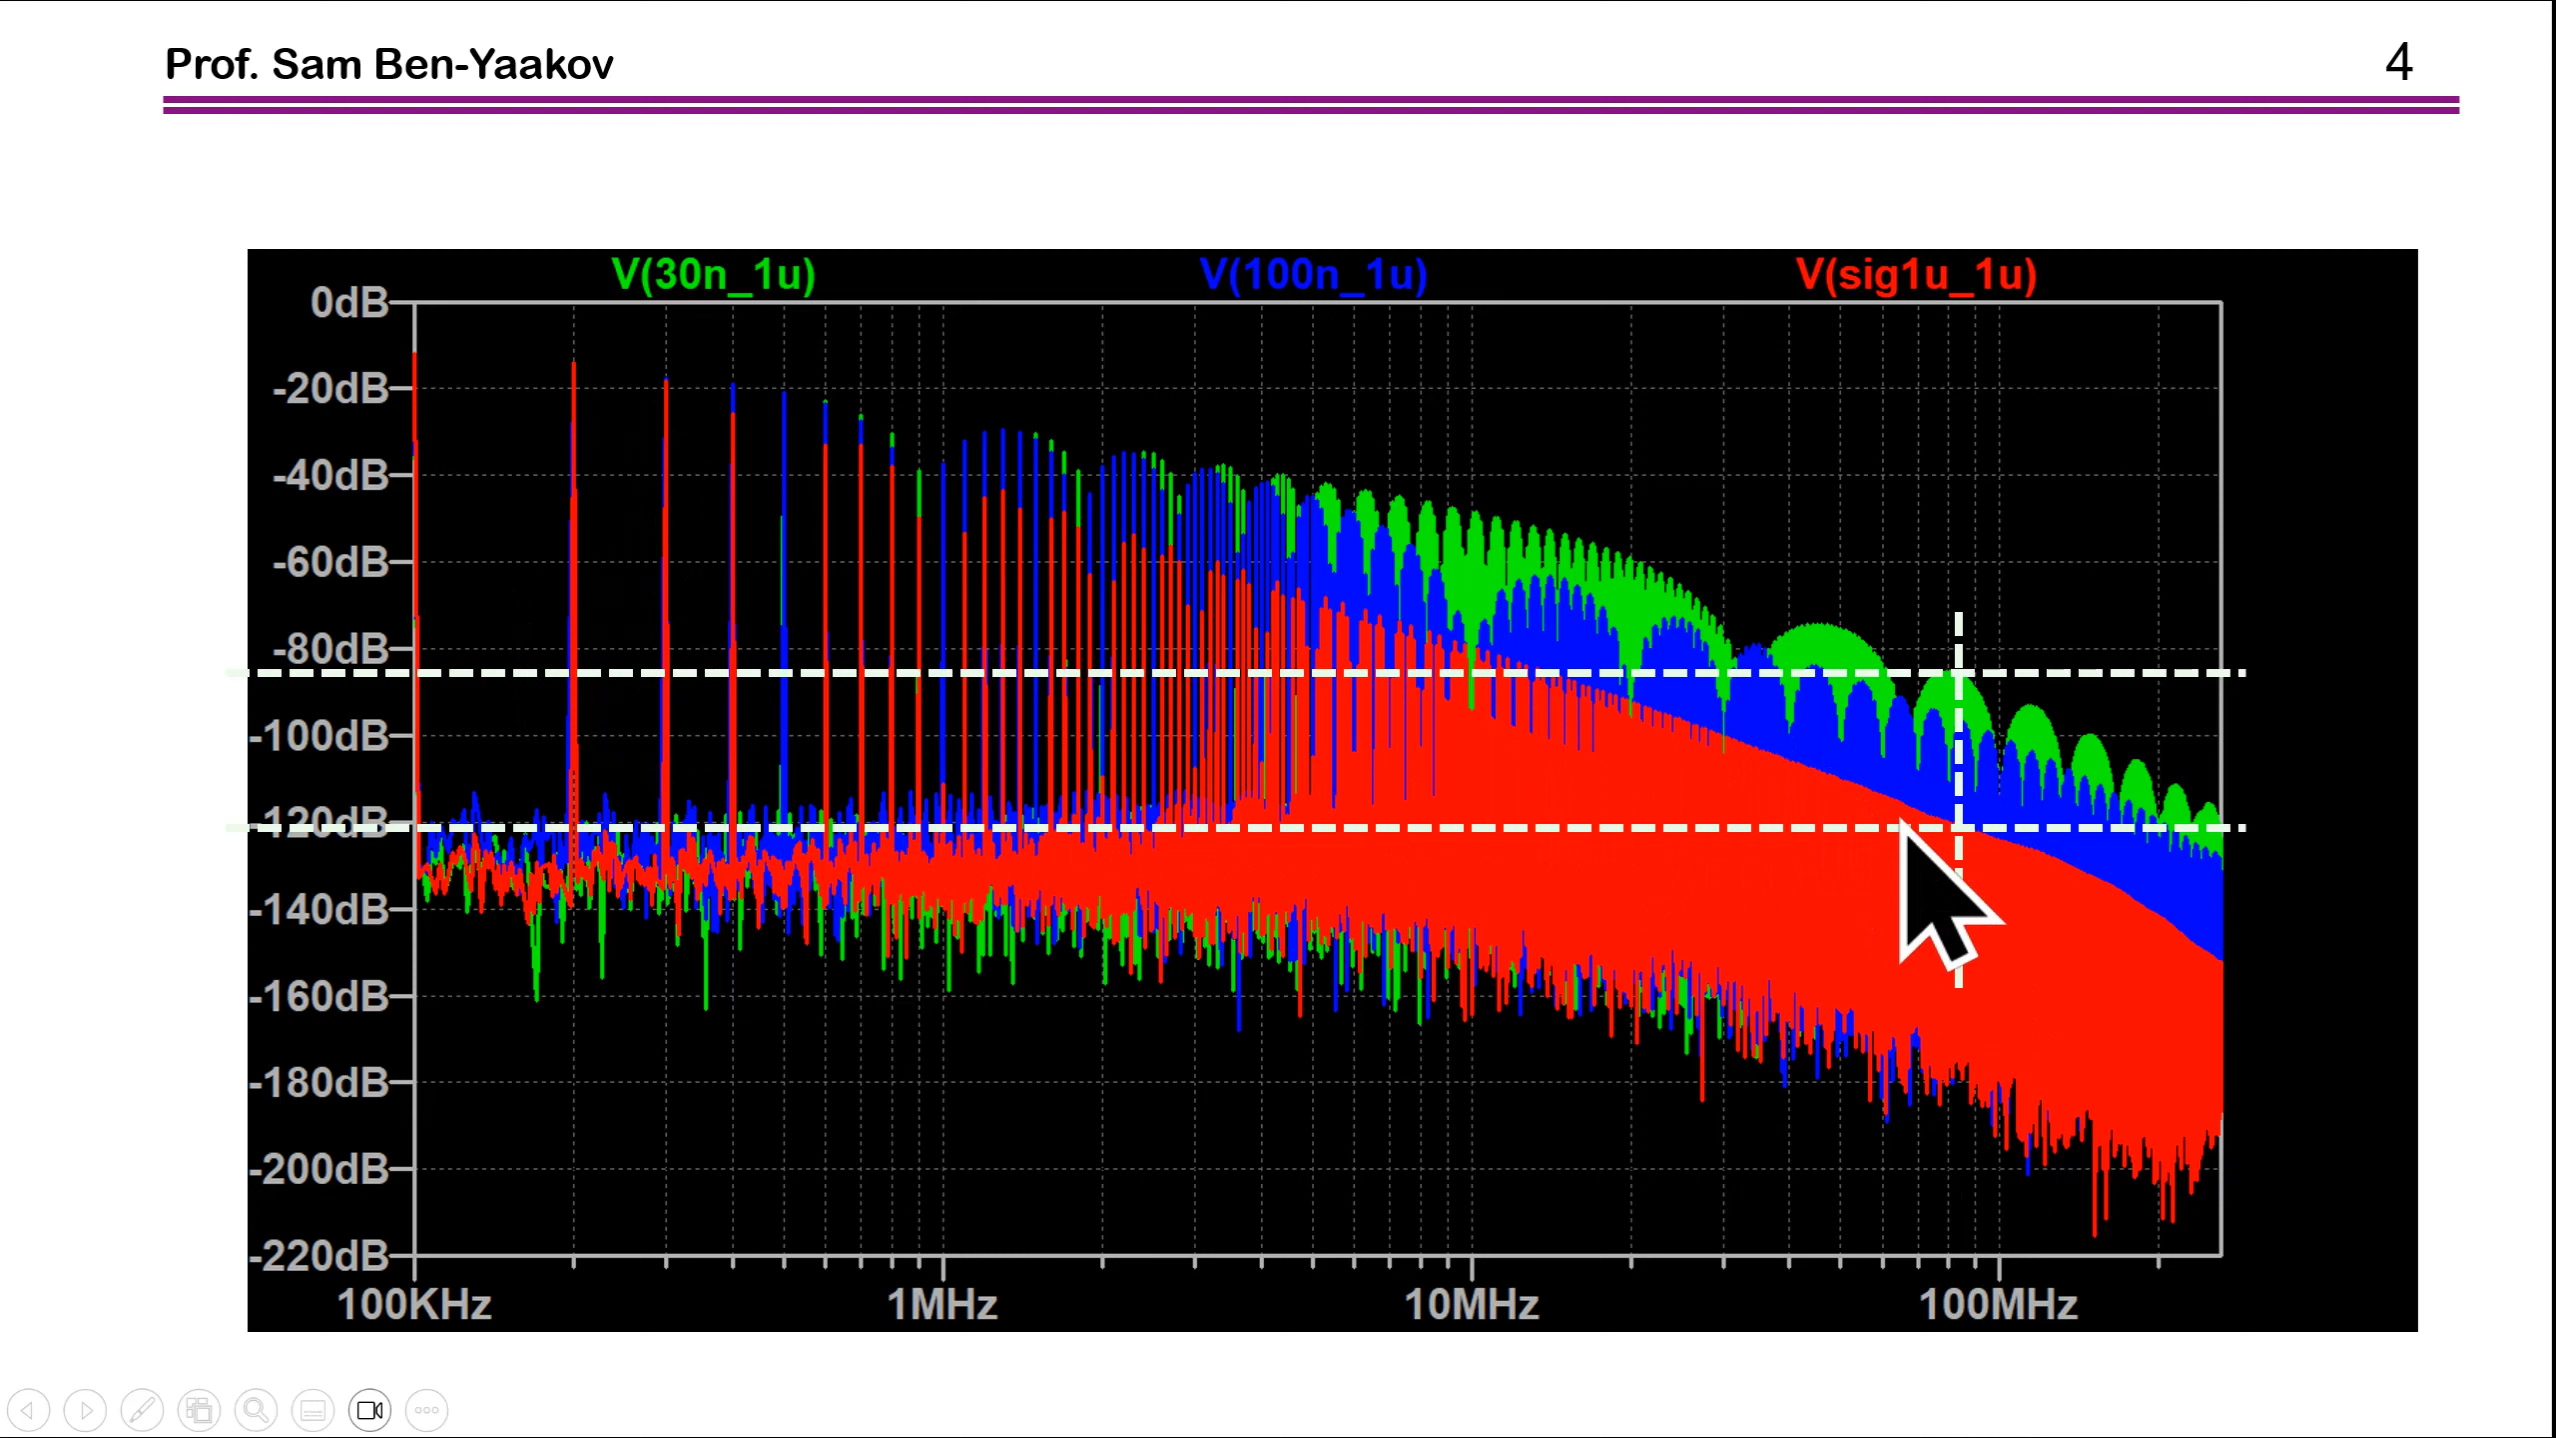 Prof. Sam Ben-Yaakov
4
V(30n_1u) V(100n_1u) V(sig1u_1u)
0dB
-20dB
-40dB
-60dB
-80dB
-100dB
-120dB
-140dB
-160dB
-180dB
-200dB
-220dB
100KHz 1MHz 10MHz 100MHz